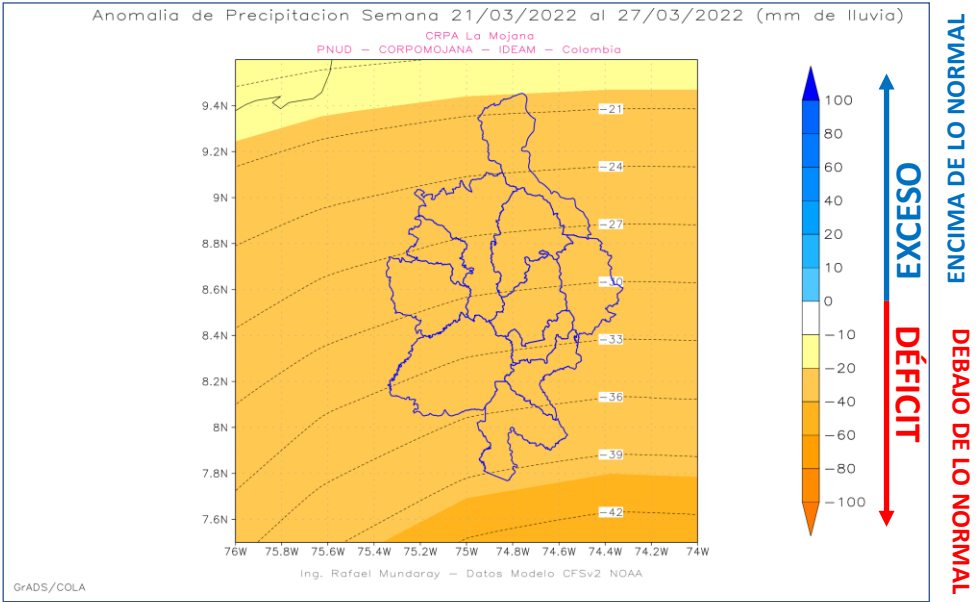 Anomalia de Precipitacion Semana 21/03/2022 al 27/03/2022 (mm de lluvia)
CRPA La Mojana
PNUD – CORPOMOJANA – IDEAM – Colombia
9.4N
9.2N
9N
8.8N
8.6N
8.4N
8.2N
8N
7.8N
7.6N
76W 75.8W 75.6W 75.4W 75.2W 75W 74.8W 74.6W 74.4W 74.2W 74W
−21
−24
−27
−30
−33
−36
−39
−42
100
80
60
40
20
10
0
−10
−20
−40
−60
−80
−100
EXCESO
DÉFICIT
ENCIMA DE LO NORMAL
DEBAJO DE LO NORMAL
Ing. Rafael Mundaray – Datos Modelo CFSv2 NOAA
GrADS/COLA